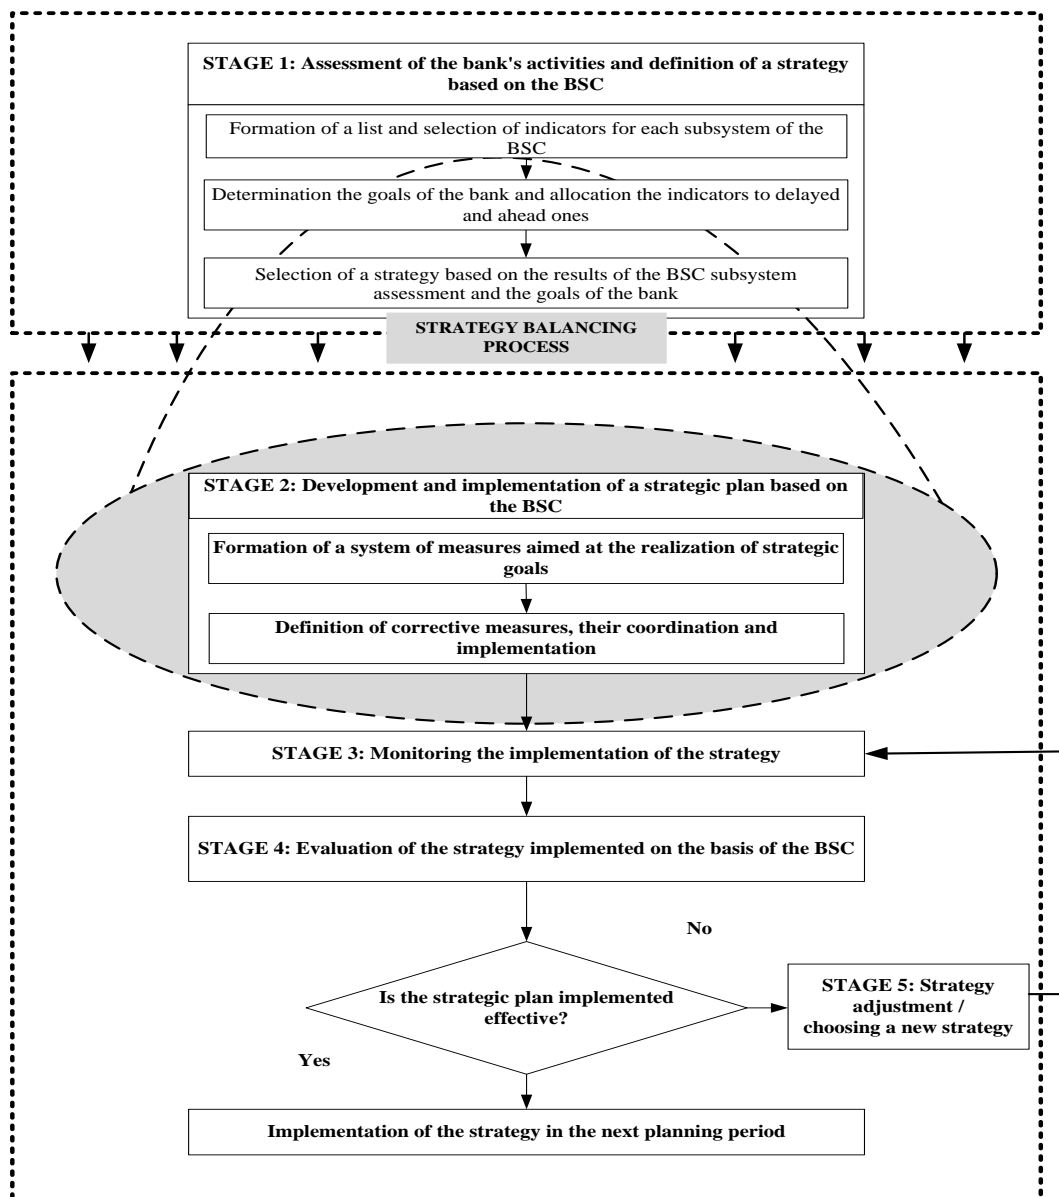 STAGE 1: Assessment of the bank's activities and definition of a strategy
based on the BSC
Formation of a list and selection of indicators for each subsystem of the
BSC
Determination the goals of the bank and allocation the indicators to delayed
and ahead ones
Selection of a strategy based on the results of the BSC subsystem
assessment and the goals of the bank
STRATEGY BALANCING
PROCESS
STAGE 2: Development and implementation of a strategic plan based on
the BSC
Formation of a system of measures aimed at the realization of strategic
goals
Definition of corrective measures, their coordination and
implementation
STAGE 3: Monitoring the implementation of the strategy
STAGE 4: Evaluation of the strategy implemented on the basis of the BSC
No
Is the strategic plan implemented
effective?
STAGE 5: Strategy
adjustment /
choosing a new strategy
Yes
Implementation of the strategy in the next planning period